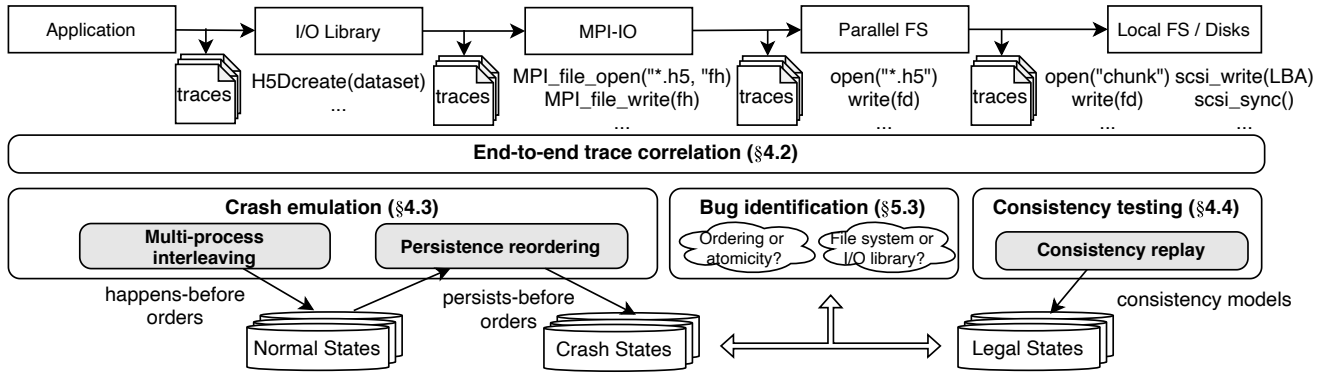 Application
I/O Library
MPI-IO
Parallel FS
Local FS / Disks
traces
H5Dcreate(dataset)
...
traces
MPI_file_open("*.h5, "fh)
MPI_file_write(fh)
...
traces
open("*.h5")
write(fd)
...
traces
open("chunk")
write(fd)
...
scsi_write(LBA)
scsi_sync()
...
End-to-end trace correlation (§4.2)
Crash emulation (§4.3)
Multi-process
interleaving
Persistence reordering
happens-before
orders
persists-before
orders
Normal States
Crash States
Bug identification (§5.3)
Ordering or
atomicity?
File system or
I/O library?
Consistency testing (§4.4)
Consistency replay
consistency models
Legal States